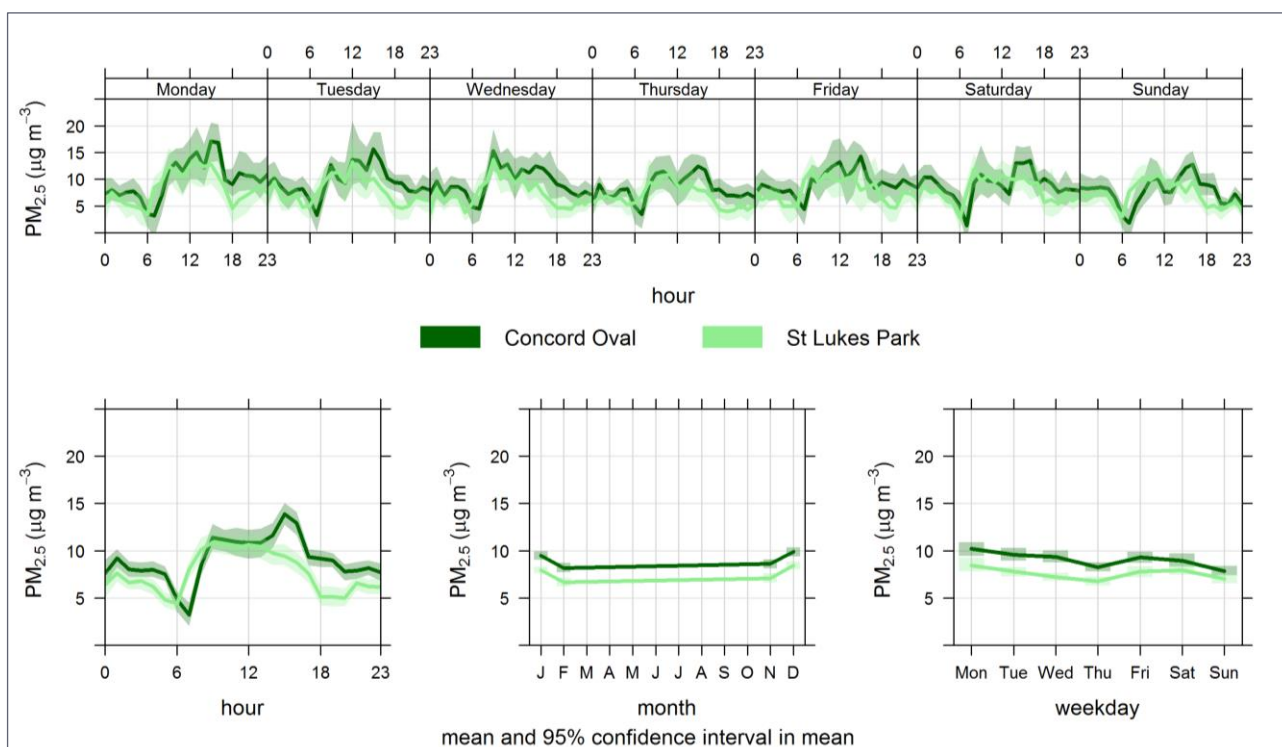 0 6 12 18 23 0 6 12 18 23 0 6 12 18 23
Monday Tuesday Wednesday Thursday Friday Saturday Sunday
20
15
10
5
PM2.5 (µg m−3)
0 6 12 18 23 0 6 12 18 23 0 6 12 18 23 0 6 12 18 23
hour
Concord Oval St Lukes Park
20
15
10
5
PM2.5 (µg m−3)
0 6 12 18 23
hour
20
15
10
5
PM2.5 (µg m−3)
J F M A M J J A S O N D
month
20
15
10
5
PM2.5 (µg m−3)
Mon Tue Wed Thu Fri Sat Sun
weekday
mean and 95% confidence interval in mean